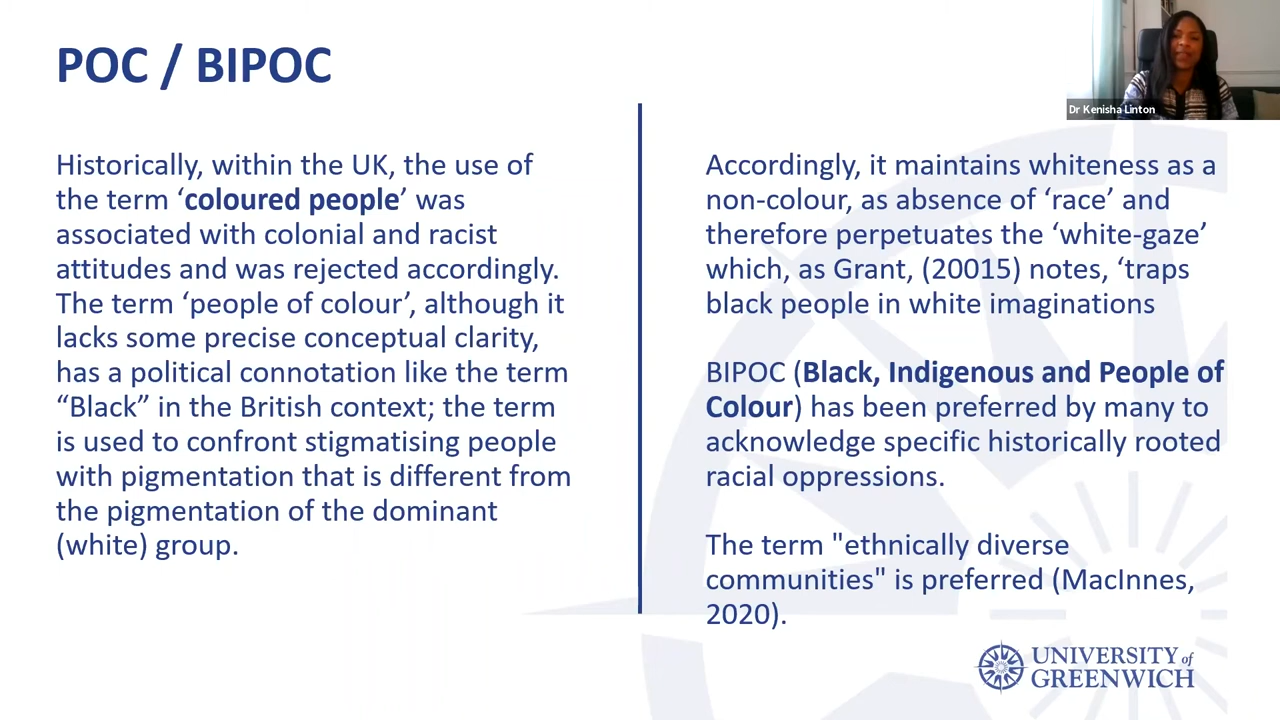 POC / BIPOC
Dr Kenisha Linton
Historically, within the UK, the use of
the term ‘coloured people’ was
associated with colonial and racist
attitudes and was rejected accordingly.
The term ‘people of colour’, although it
lacks some precise conceptual clarity,
has a political connotation like the term
“Black” in the British context; the term
is used to confront stigmatising people
with pigmentation that is different from
the pigmentation of the dominant
(white) group.
Accordingly, it maintains whiteness as a
non-colour, as absence of ‘race’ and
therefore perpetuates the ‘white-gaze’
which, as Grant, (20015) notes, ‘traps
black people in white imaginations
BIPOC (Black, Indigenous and People of
Colour) has been preferred by many to
acknowledge specific historically rooted
racial oppressions.
The term "ethnically diverse
communities" is preferred (MacInnes,
2020).
UNIVERSITY of
GREENWICH